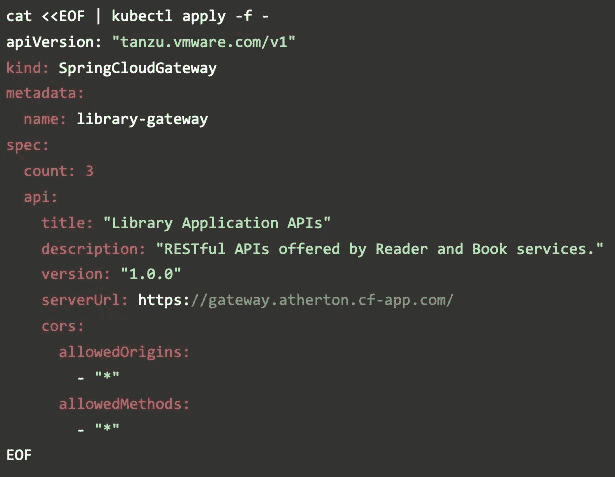 cat <<EOF | kubectl apply -f -
apiVersion: "tanzu.vmware.com/v1"
kind: SpringCloudGateway
metadata:
  name: library-gateway
spec:
  count: 3
  api:
    title: "Library Application APIs"
    description: "RESTful APIs offered by Reader and Book services."
    version: "1.0.0"
    serverUrl: https://gateway.atherton.cf-app.com/
    cors:
      allowedOrigins:
        - "*"
      allowedMethods:
        - "*"
EOF